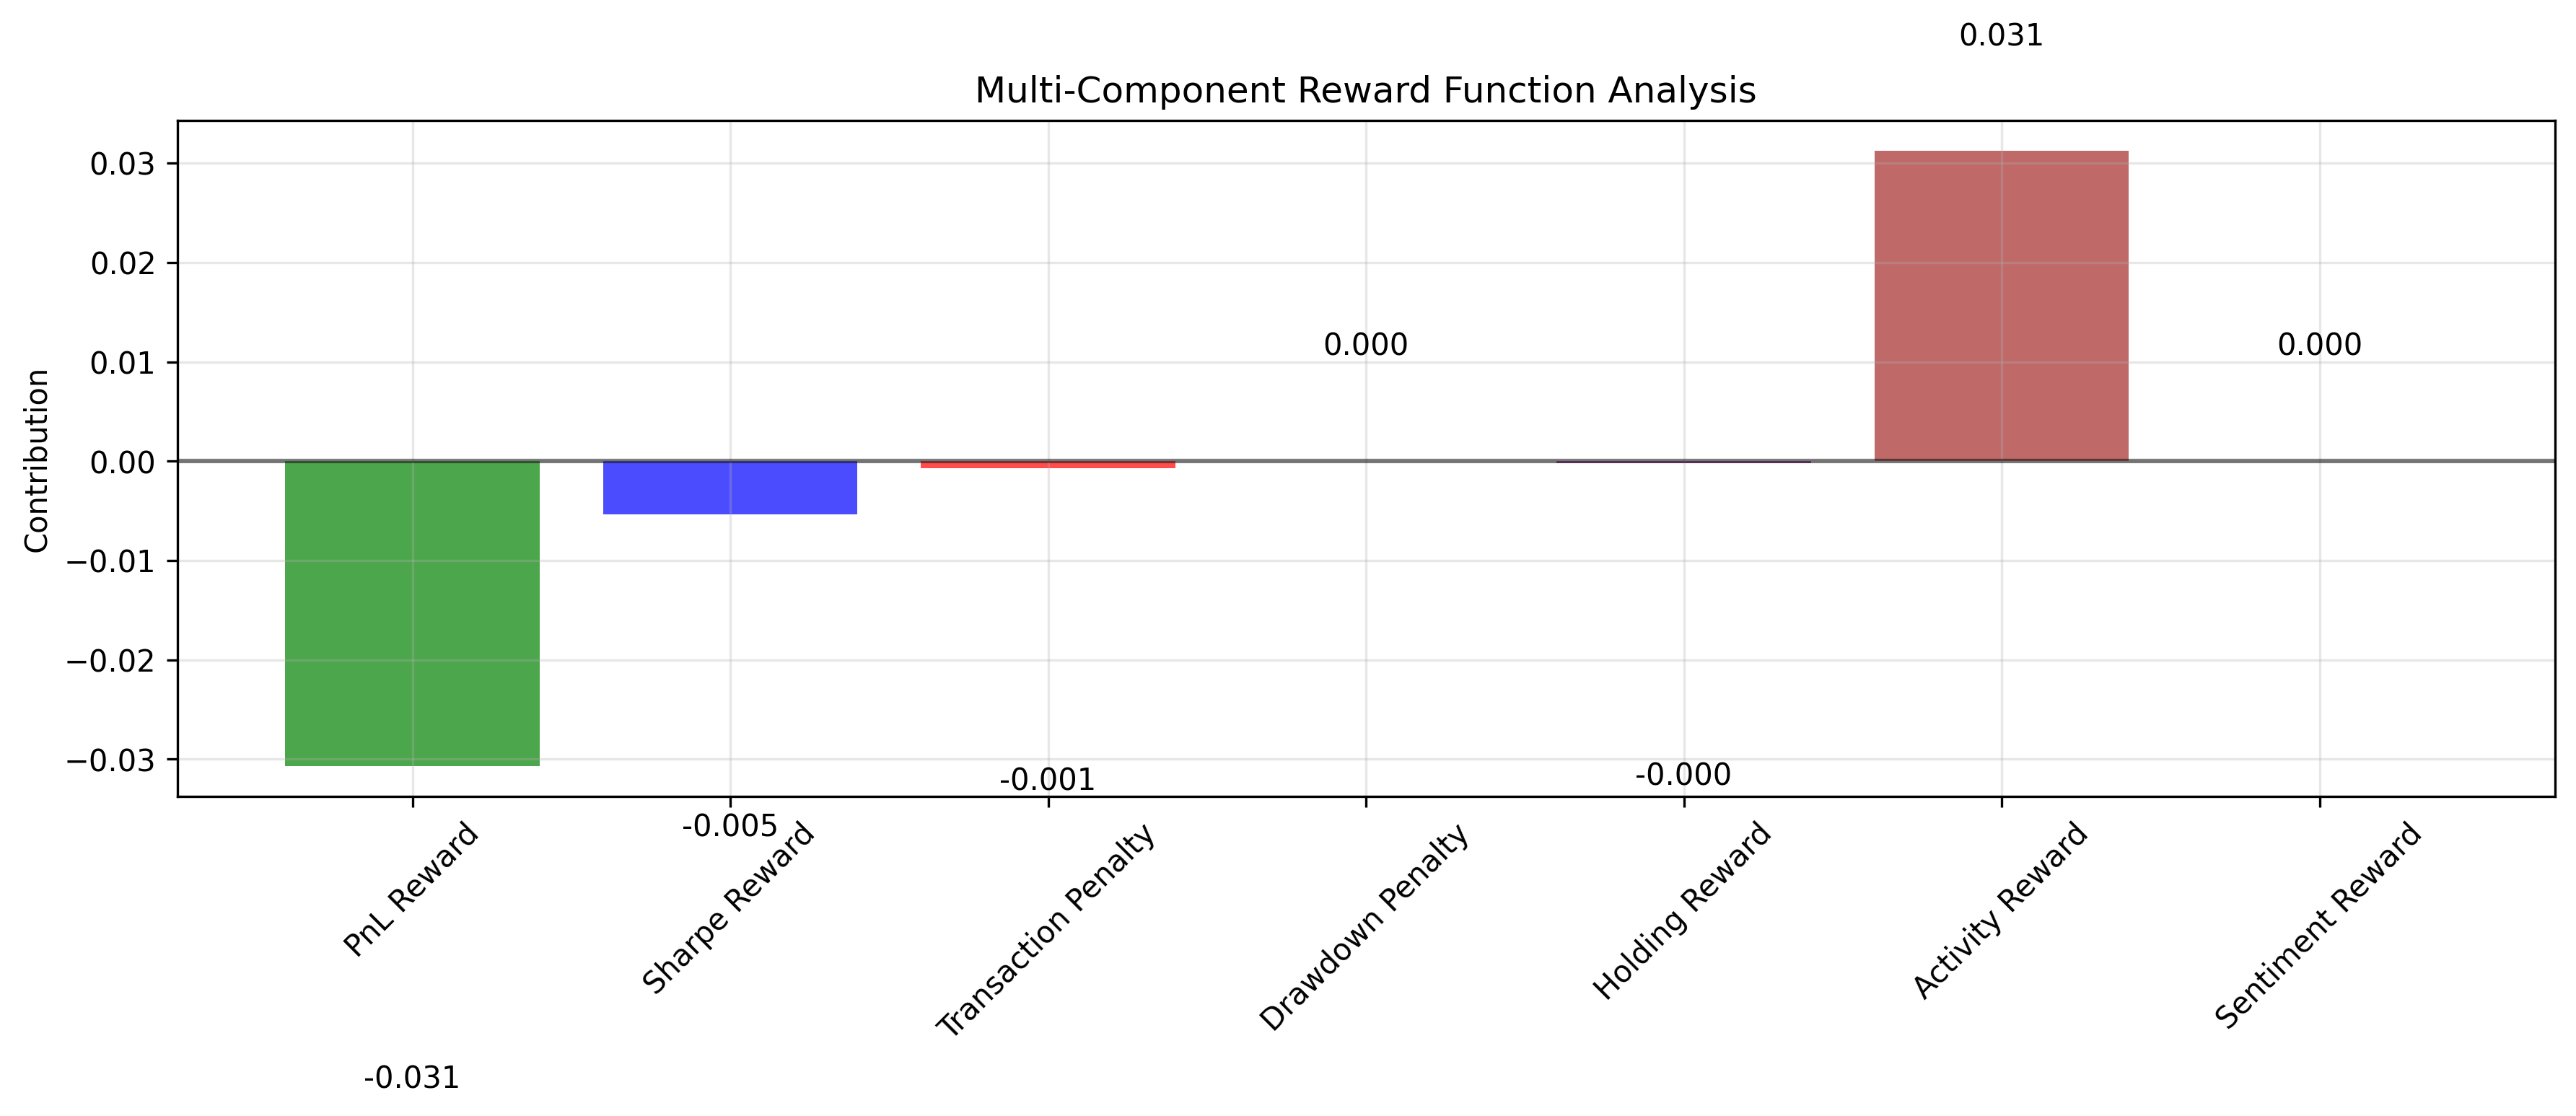 0.031
Multi-Component Reward Function Analysis
Contribution
0.03
0.02
0.01
0.00
−0.01
−0.02
−0.03
0.000
0.000
-0.001
-0.000
-0.005
-0.031
PnL Reward
Sharpe Reward
Transaction Penalty
Drawdown Penalty
Holding Reward
Activity Reward
Sentiment Reward